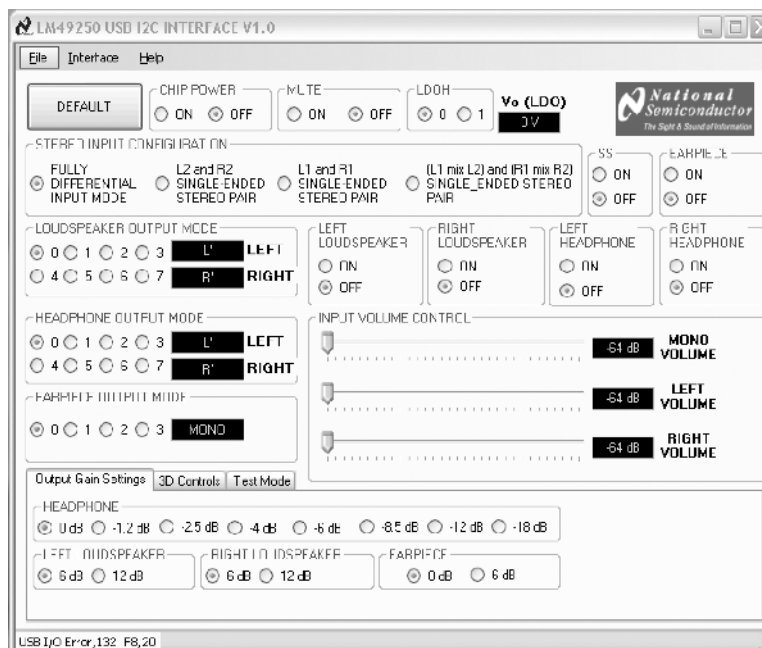 LM49250 USB I2C INTERFACE V1.0
File Interface Help
DEFAULT
CHIP POWER
ON OFF
MUTE
ON OFF
LDOH
0 1
Vo (LDO)
0 V
National
Semiconductor
The Sight & Sound of Information
STEREO INPUT CONFIGURATION
FULLY DIFFERENTIAL INPUT MODE
L2 and R2 SINGLE-ENDED STEREO PAIR
L1 and R1 SINGLE-ENDED STEREO PAIR
(L1 mix L2) and (R1 mix R2) SINGLE_ENDED STEREO PAIR
SS
ON
OFF
EARPIECE
ON
OFF
LOUDSPEAKER OUTPUT MODE
0 1 2 3 L' LEFT
4 5 6 7 R' RIGHT
LEFT LOUDSPEAKER
ON
OFF
RIGHT LOUDSPEAKER
ON
OFF
LEFT HEADPHONE
ON
OFF
RIGHT HEADPHONE
ON
OFF
HEADPHONE OUTPUT MODE
0 1 2 3 L' LEFT
4 5 6 7 R' RIGHT
EARPIECE OUTPUT MODE
0 1 2 3 MONO
INPUT VOLUME CONTROL
-64 dB MONO VOLUME
-64 dB LEFT VOLUME
-64 dB RIGHT VOLUME
Output Gain Settings 3D Controls Test Mode
HEADPHONE
0 dB -1.2 dB -2.5 dB -4 dB -6 dB -8.5 dB -12 dB -18 dB
LEFT LOUDSPEAKER
6 dB 12 dB
RIGHT LOUDSPEAKER
6 dB 12 dB
EARPIECE
0 dB 6 dB
USB I/O Error,132 F8,20